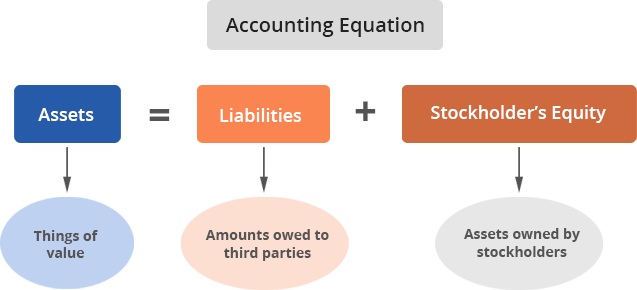 Accounting Equation
Assets = Liabilities + Stockholder’s Equity
Things of
value
Amounts owed to
third parties
Assets owned by
stockholders